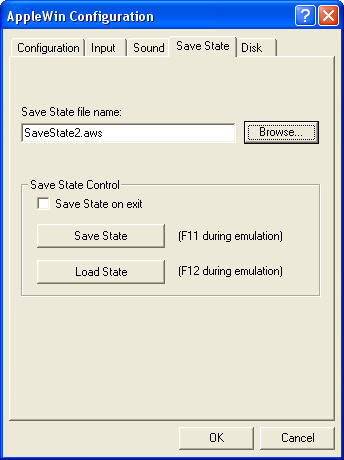 AppleWin Configuration
Configuration Input Sound Save State Disk
Save State file name:
SaveState2.aws Browse...
Save State Control
Save State on exit
Save State (F11 during emulation)
Load State (F12 during emulation)
OK Cancel